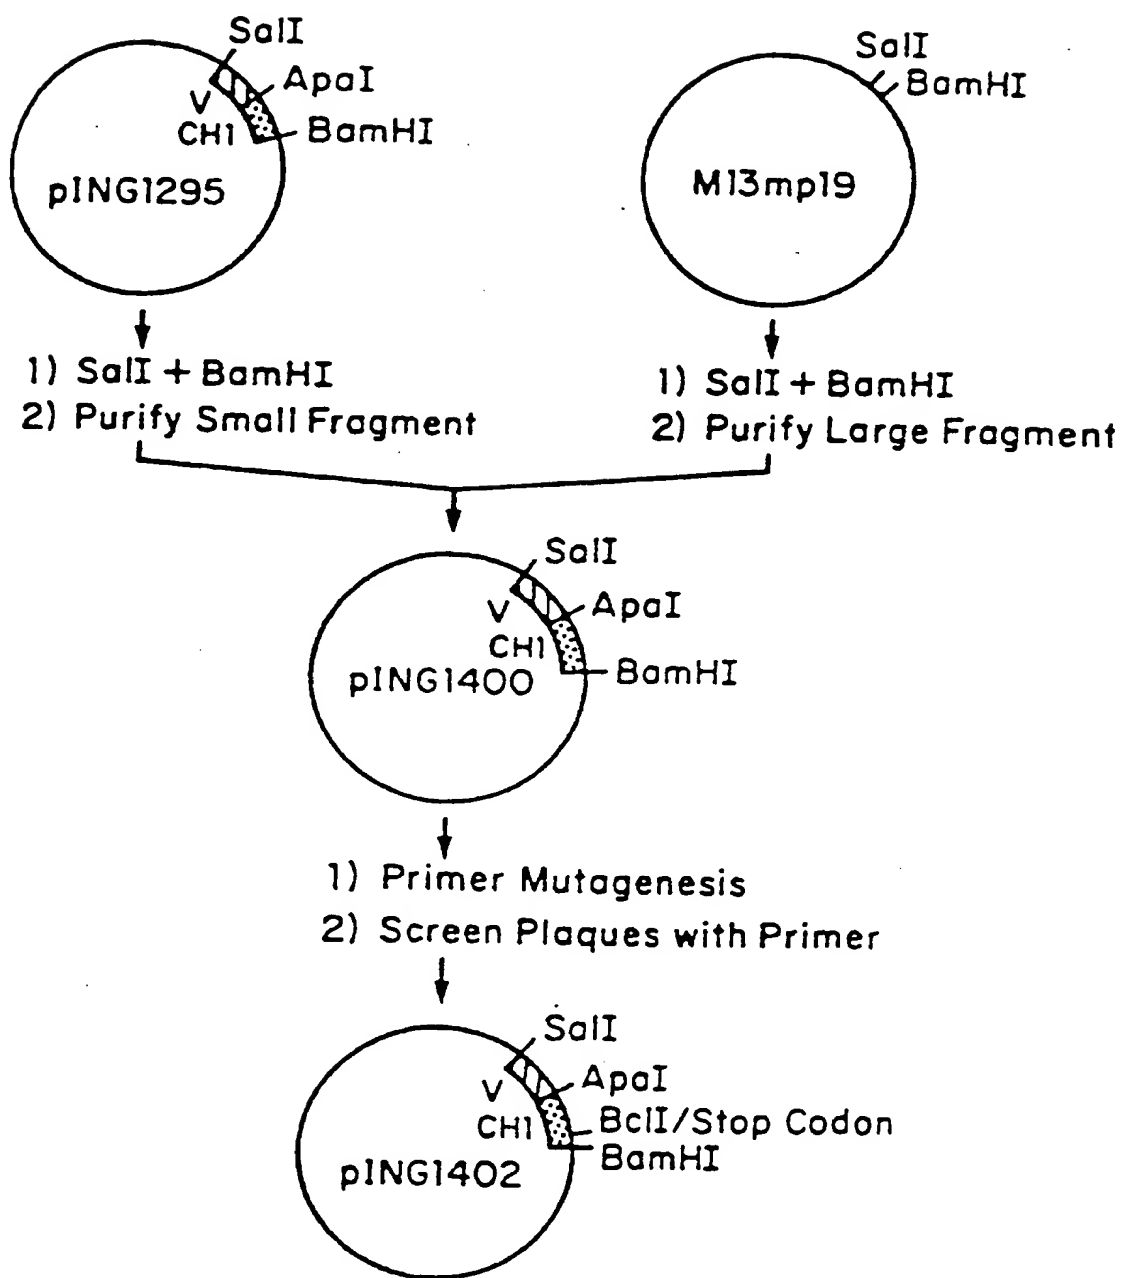 SalI
ApaI
V
CH1
BamHI
pING1295
SalI
BamHI
M13mp19
1) SalI + BamHI
2) Purify Small Fragment
1) SalI + BamHI
2) Purify Large Fragment
SalI
V
ApaI
CH1
BamHI
pING1400
1) Primer Mutagenesis
2) Screen Plaques with Primer
SalI
V
ApaI
CH1
BclI/Stop Codon
BamHI
pING1402